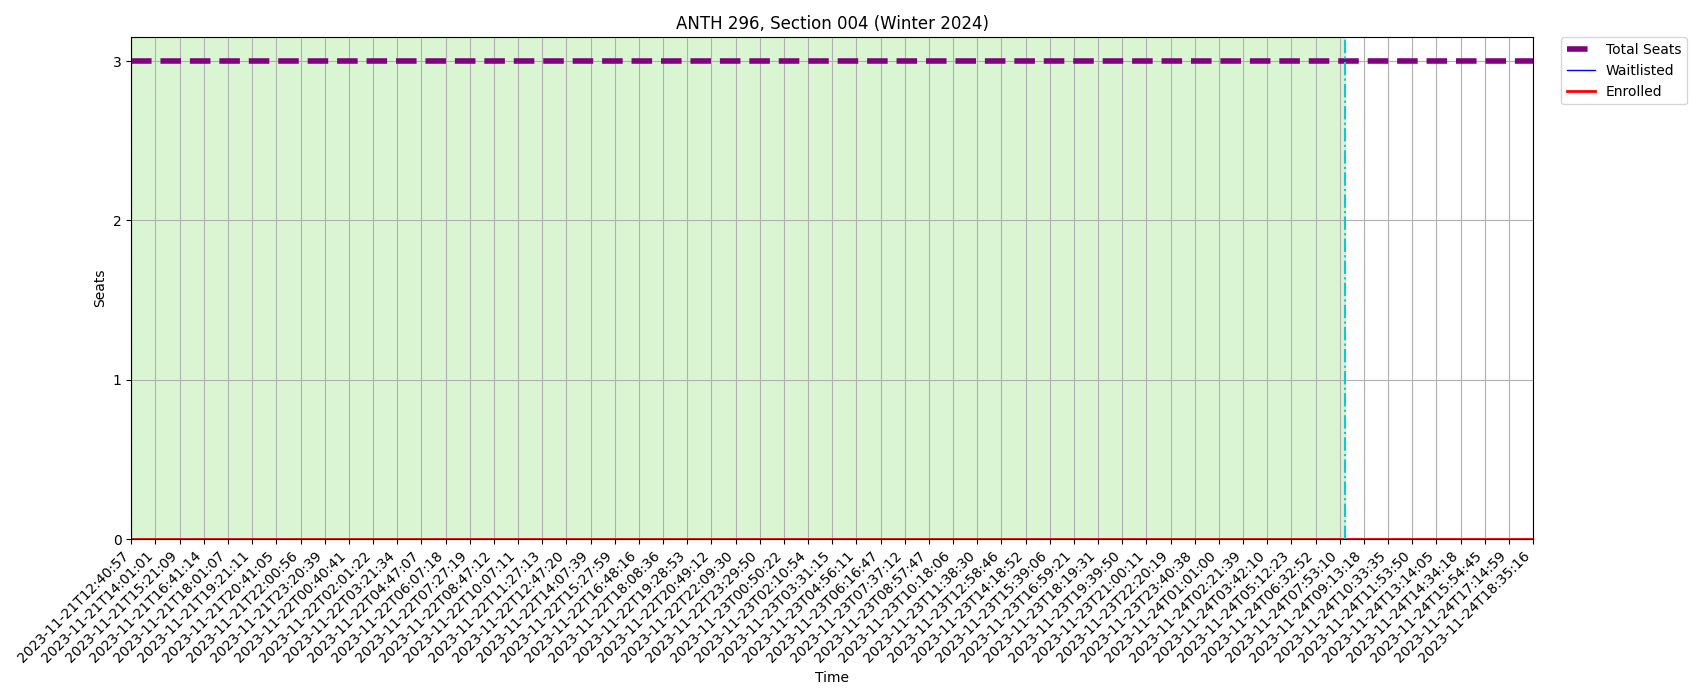 ANTH 296, Section 004 (Winter 2024)
Total Seats
Waitlisted
Enrolled
3
2
1
0
Seats
2023-11-21T12:40:57
2023-11-21T14:01:01
2023-11-21T15:21:09
2023-11-21T16:41:14
2023-11-21T18:01:07
2023-11-21T19:21:11
2023-11-21T20:41:05
2023-11-21T22:00:56
2023-11-21T23:20:39
2023-11-22T00:40:41
2023-11-22T02:01:22
2023-11-22T03:21:34
2023-11-22T04:47:07
2023-11-22T06:07:18
2023-11-22T07:27:19
2023-11-22T08:47:12
2023-11-22T10:07:11
2023-11-22T11:27:13
2023-11-22T12:47:20
2023-11-22T14:07:39
2023-11-22T15:27:59
2023-11-22T16:48:16
2023-11-22T18:08:36
2023-11-22T19:28:53
2023-11-22T20:49:12
2023-11-22T22:09:30
2023-11-22T23:29:50
2023-11-23T00:50:22
2023-11-23T02:10:54
2023-11-23T03:31:15
2023-11-23T04:56:11
2023-11-23T06:16:47
2023-11-23T07:37:12
2023-11-23T08:57:47
2023-11-23T10:18:06
2023-11-23T11:38:30
2023-11-23T12:58:46
2023-11-23T14:18:52
2023-11-23T15:39:06
2023-11-23T16:59:21
2023-11-23T18:19:31
2023-11-23T19:39:50
2023-11-23T21:00:11
2023-11-23T22:20:19
2023-11-23T23:40:38
2023-11-24T01:01:00
2023-11-24T02:21:39
2023-11-24T03:42:10
2023-11-24T05:12:23
2023-11-24T06:32:52
2023-11-24T07:53:10
2023-11-24T09:13:18
2023-11-24T10:33:35
2023-11-24T11:53:50
2023-11-24T13:14:05
2023-11-24T14:34:18
2023-11-24T15:54:45
2023-11-24T17:14:59
2023-11-24T18:35:16
Time